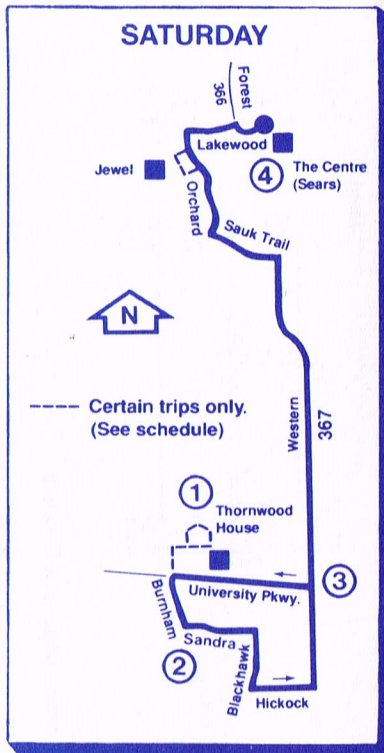 SATURDAY
Forest
366
Lakewood
Jewel
4
The Centre
(Sears)
Orchard
Sauk Trail
N
Certain trips only.
(See schedule)
Western
367
1
Thornwood
House
3
University Pkwy.
Burnham
Sandra
2
Blackhawk
Hickock